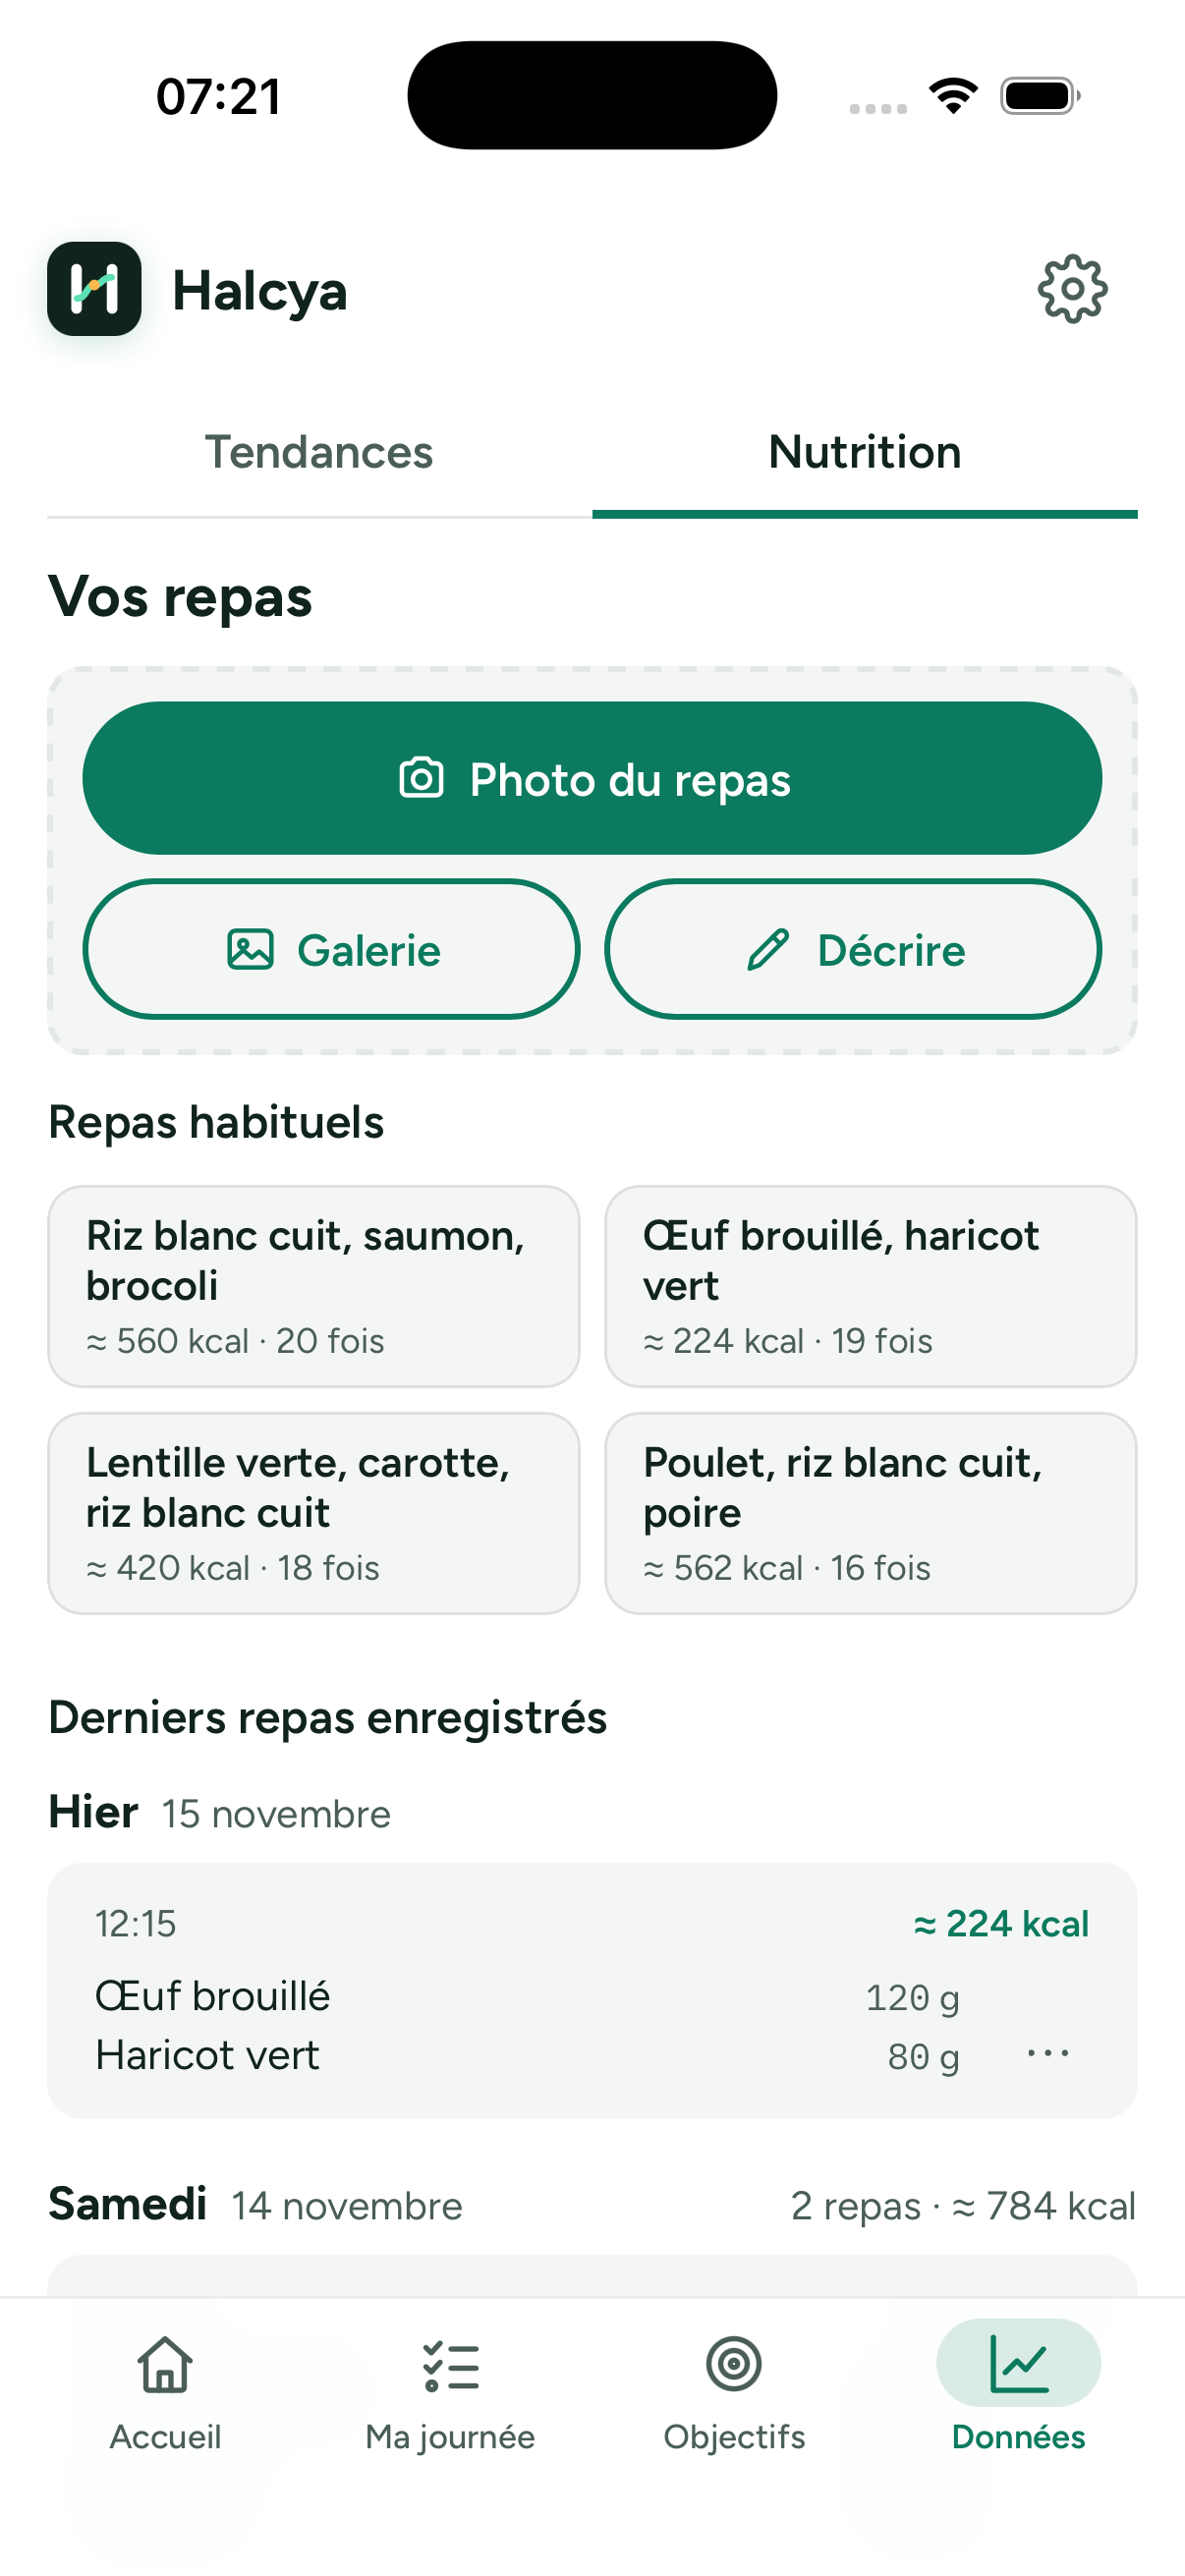 07:21
Halcya
Tendances
Nutrition
Vos repas
Photo du repas
Galerie
Décrire
Repas habituels
Riz blanc cuit, saumon,
brocoli
≈ 560 kcal · 20 fois
Œuf brouillé, haricot
vert
≈ 224 kcal · 19 fois
Lentille verte, carotte,
riz blanc cuit
≈ 420 kcal · 18 fois
Poulet, riz blanc cuit,
poire
≈ 562 kcal · 16 fois
Derniers repas enregistrés
Hier 15 novembre
12:15 ≈ 224 kcal
Œuf brouillé 120 g
Haricot vert 80 g
Samedi 14 novembre 2 repas · ≈ 784 kcal
Accueil
Ma journée
Objectifs
Données